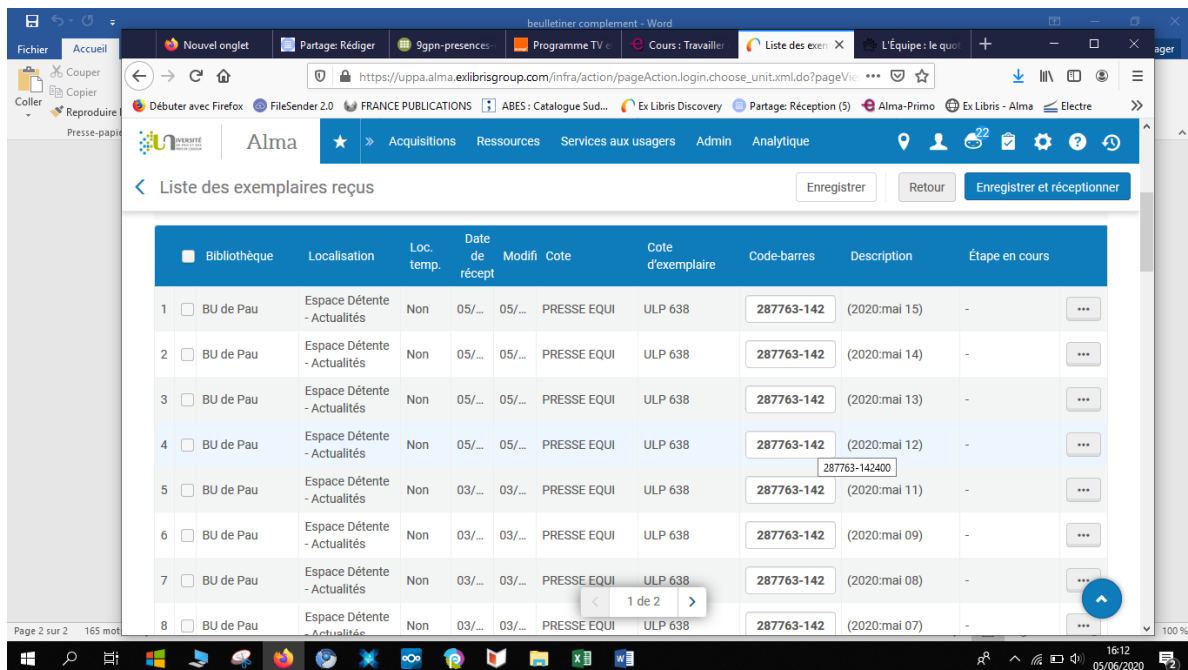 beulletiner complement - Word
Fichier Accueil
Couper
Copier
Coller
Reproduire
Presse-papie
ager
Nouvel onglet Partage: Rédiger 9gpn-presences- Programme TV e Cours : Travailler Liste des exem L'Équipe : le quot
https://uppa.alma.exlibrisgroup.com/infra/action/pageAction.login.choose_unit.xml.do?pageVie
Débuter avec Firefox FileSender 2.0 FRANCE PUBLICATIONS ABES : Catalogue Sud... Ex Libris Discovery Partage: Réception (5) Alma-Primo Ex Libris - Alma Electre
Alma Acquisitions Ressources Services aux usagers Admin Analytique 22
Liste des exemplaires reçus Enregistrer Retour Enregistrer et réceptionner
Bibliothèque Localisation Loc. temp. Date de récept Modifi Cote Cote d'exemplaire Code-barres Description Étape en cours
1 BU de Pau Espace Détente - Actualités Non 05/... 05/... PRESSE EQUI ULP 638 287763-142 (2020:mai 15) -
2 BU de Pau Espace Détente - Actualités Non 05/... 05/... PRESSE EQUI ULP 638 287763-142 (2020:mai 14) -
3 BU de Pau Espace Détente - Actualités Non 05/... 05/... PRESSE EQUI ULP 638 287763-142 (2020:mai 13) -
4 BU de Pau Espace Détente - Actualités Non 05/... 05/... PRESSE EQUI ULP 638 287763-142 (2020:mai 12) -
287763-142400
5 BU de Pau Espace Détente - Actualités Non 03/... 03/... PRESSE EQUI ULP 638 287763-142 (2020:mai 11) -
6 BU de Pau Espace Détente - Actualités Non 03/... 03/... PRESSE EQUI ULP 638 287763-142 (2020:mai 09) -
7 BU de Pau Espace Détente - Actualités Non 03/... 03/... PRESSE EQUI ULP 638 287763-142 (2020:mai 08) -
1 de 2
8 BU de Pau Espace Détente - Actualités Non 03/... 03/... PRESSE EQUI ULP 638 287763-142 (2020:mai 07) -
Page 2 sur 2 165 mot 100 %
16:12
05/06/2020